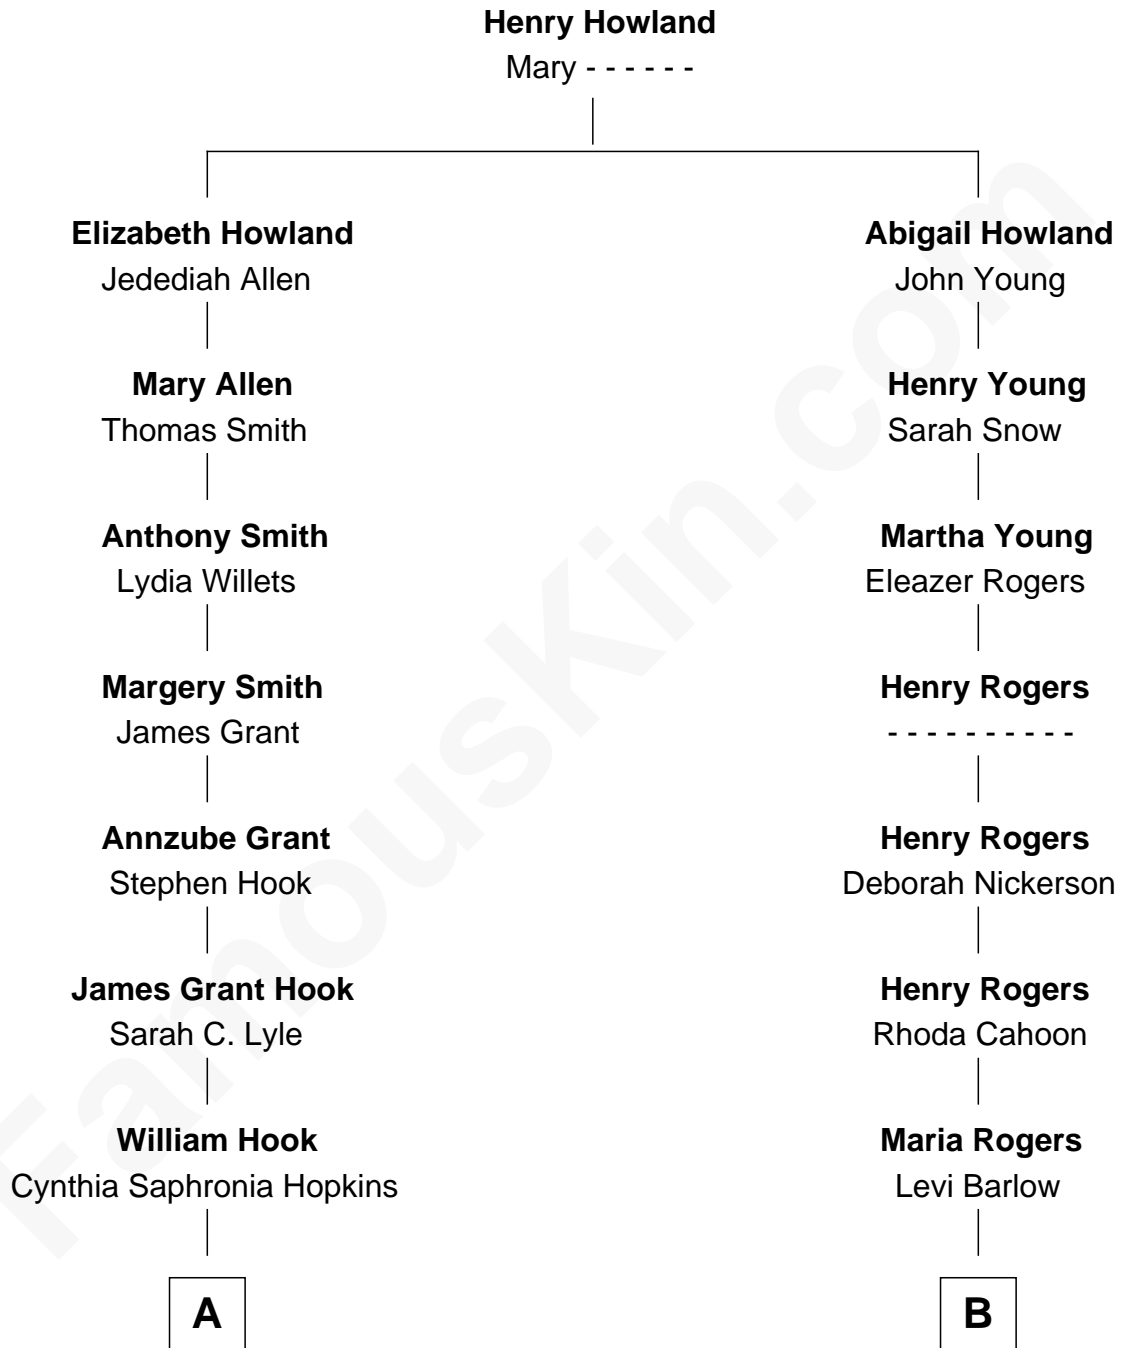 Henry Howland
Mary - - - - - -
Elizabeth Howland
Jedediah Allen
Abigail Howland
John Young
Mary Allen
Thomas Smith
Henry Young
Sarah Snow
Anthony Smith
Lydia Willets
Martha Young
Eleazer Rogers
Margery Smith
James Grant
Henry Rogers
- - - - - - - - - -
Annzube Grant
Stephen Hook
Henry Rogers
Deborah Nickerson
James Grant Hook
Sarah C. Lyle
Henry Rogers
Rhoda Cahoon
William Hook
Cynthia Saphronia Hopkins
Maria Rogers
Levi Barlow
A
B
FamousKin.com